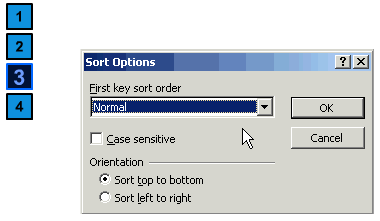 1
2
3
4
Sort Options
First key sort order
Normal
OK
Case sensitive
Cancel
Orientation
Sort top to bottom
Sort left to right